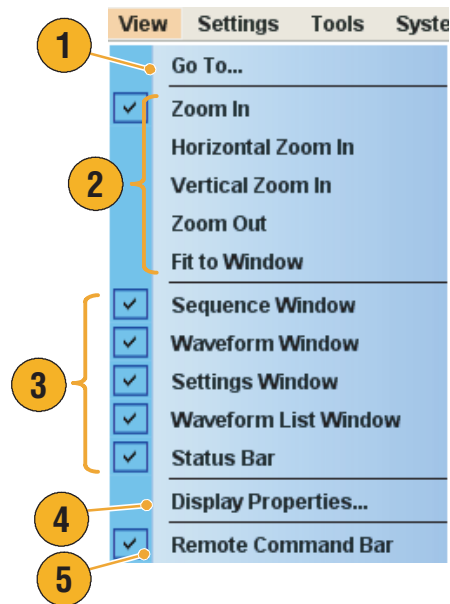 View Settings Tools Syste
1
Go To...
Zoom In
Horizontal Zoom In
2
Vertical Zoom In
Zoom Out
Fit to Window
Sequence Window
Waveform Window
3
Settings Window
Waveform List Window
Status Bar
4
Display Properties...
5
Remote Command Bar